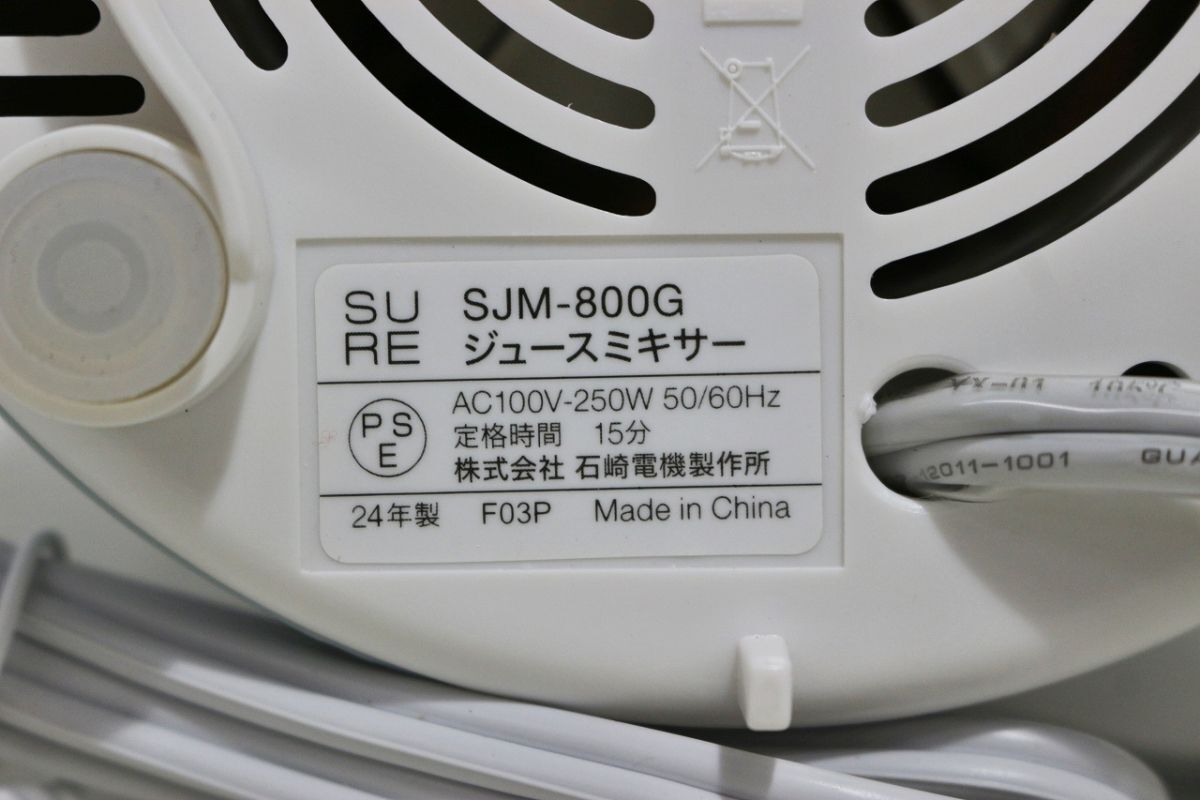 SU
RE
SJM-800G
ジュースミキサー
PS
E
AC100V-250W 50/60Hz
定格時間 15分
株式会社 石崎電機製作所
24年製 F03P Made in China
12011-1001 GUA